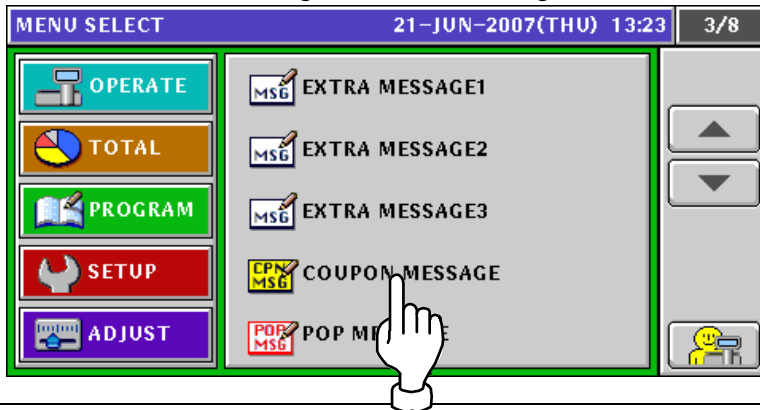 MENU SELECT 21-JUN-2007(THU) 13:23 3/8
OPERATE
TOTAL
PROGRAM
SETUP
ADJUST
MSG EXTRA MESSAGE1
MSG EXTRA MESSAGE2
MSG EXTRA MESSAGE3
CPN MSG COUPON MESSAGE
POP MSG POP ME E